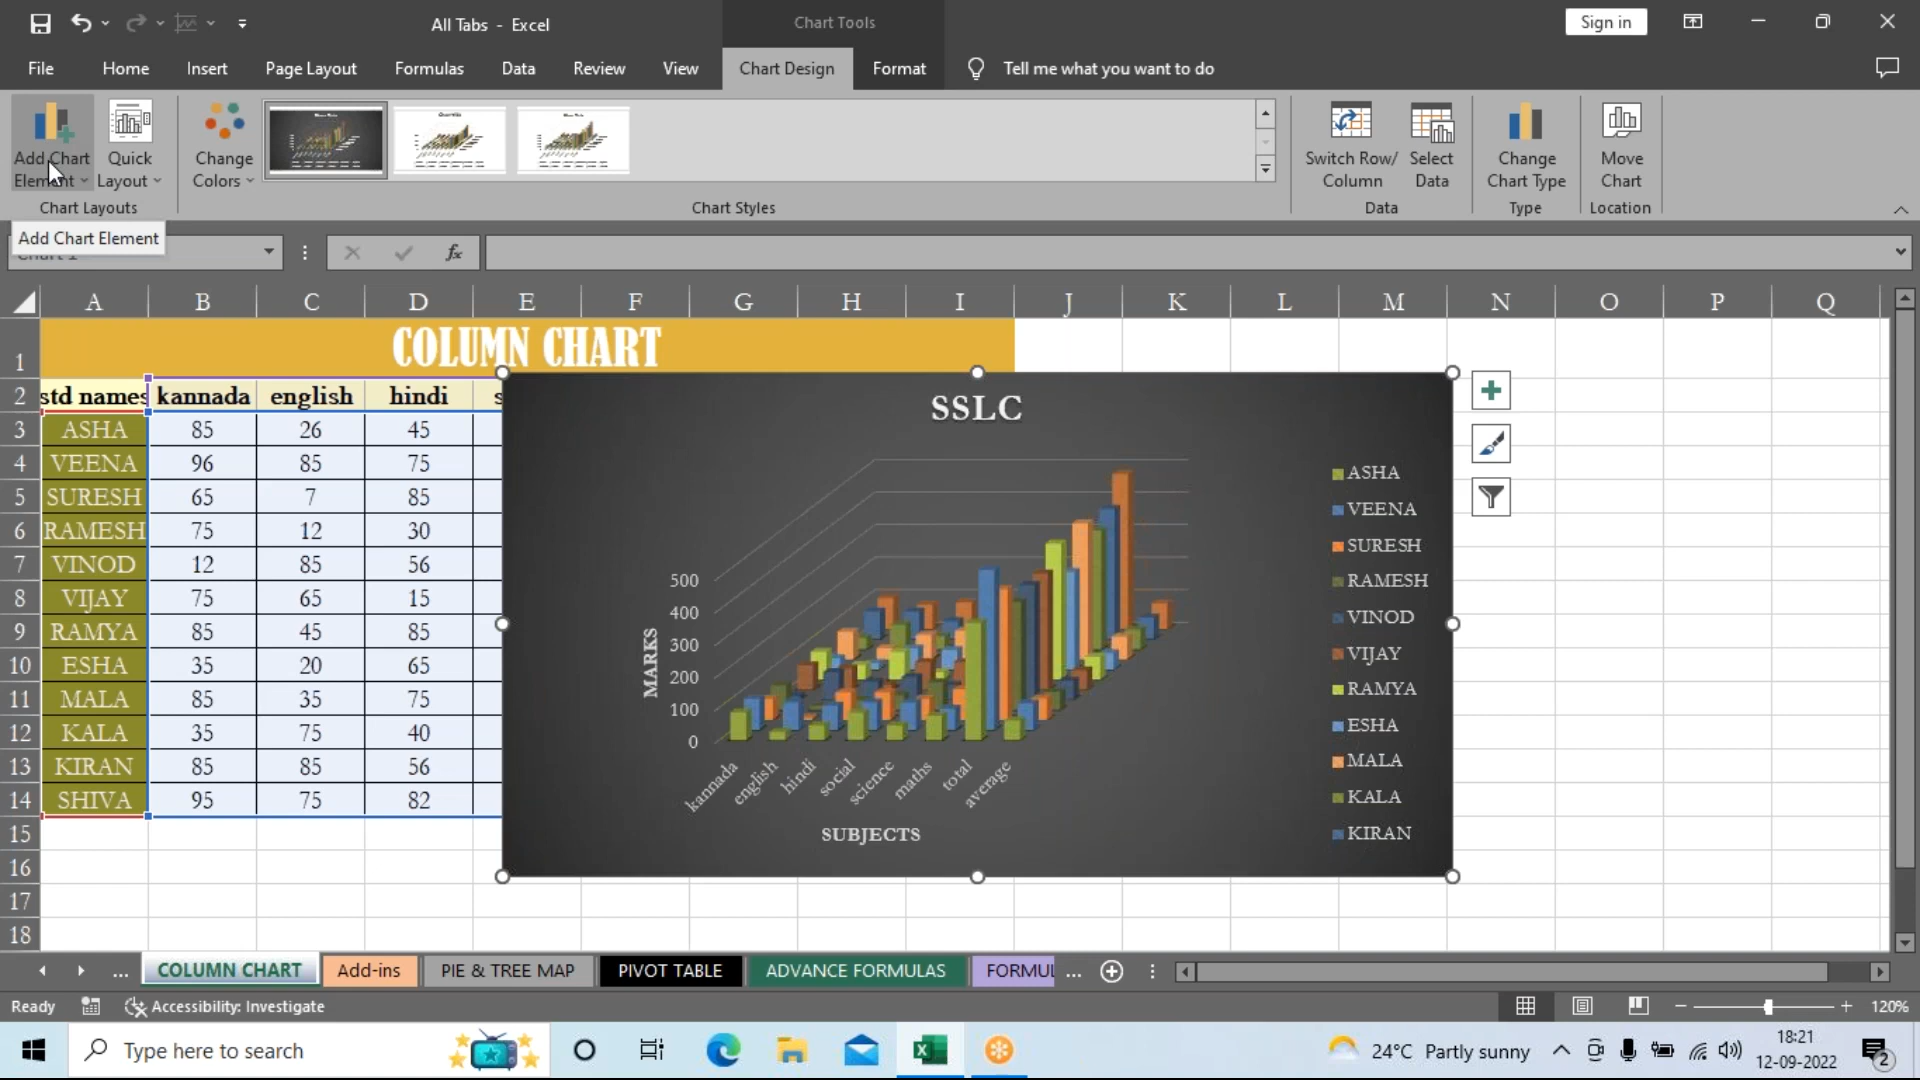 All Tabs - Excel
Chart Tools
Sign in
File
Home
Insert
Page Layout
Formulas
Data
Review
View
Chart Design
Format
Tell me what you want to do
Add Chart
Element
Quick
Layout
Change
Colors
Switch Row/
Column
Select
Data
Change
Chart Type
Move
Chart
Chart Layouts
Chart Styles
Data
Type
Location
Add Chart Element
fx
A B C D E F G H I J K L M N O P Q
1 COLUMN CHART
2 std names kannada english hindi s
3 ASHA 85 26 45
4 VEENA 96 85 75
5 SURESH 65 7 85
6 RAMESH 75 12 30
7 VINOD 12 85 56
8 VIJAY 75 65 15
9 RAMYA 85 45 85
10 ESHA 35 20 65
11 MALA 85 35 75
12 KALA 35 75 40
13 KIRAN 85 85 56
14 SHIVA 95 75 82
15
16
17
18
SSLC
500
400
300
200
100
0
MARKS
kannada
english
hindi
social
science
maths
total
average
SUBJECTS
ASHA
VEENA
SURESH
RAMESH
VINOD
VIJAY
RAMYA
ESHA
MALA
KALA
KIRAN
... COLUMN CHART Add-ins PIE & TREE MAP PIVOT TABLE ADVANCE FORMULAS FORMUL ...
Ready
Accessibility: Investigate
120%
Type here to search
24°C Partly sunny
18:21
12-09-2022
2